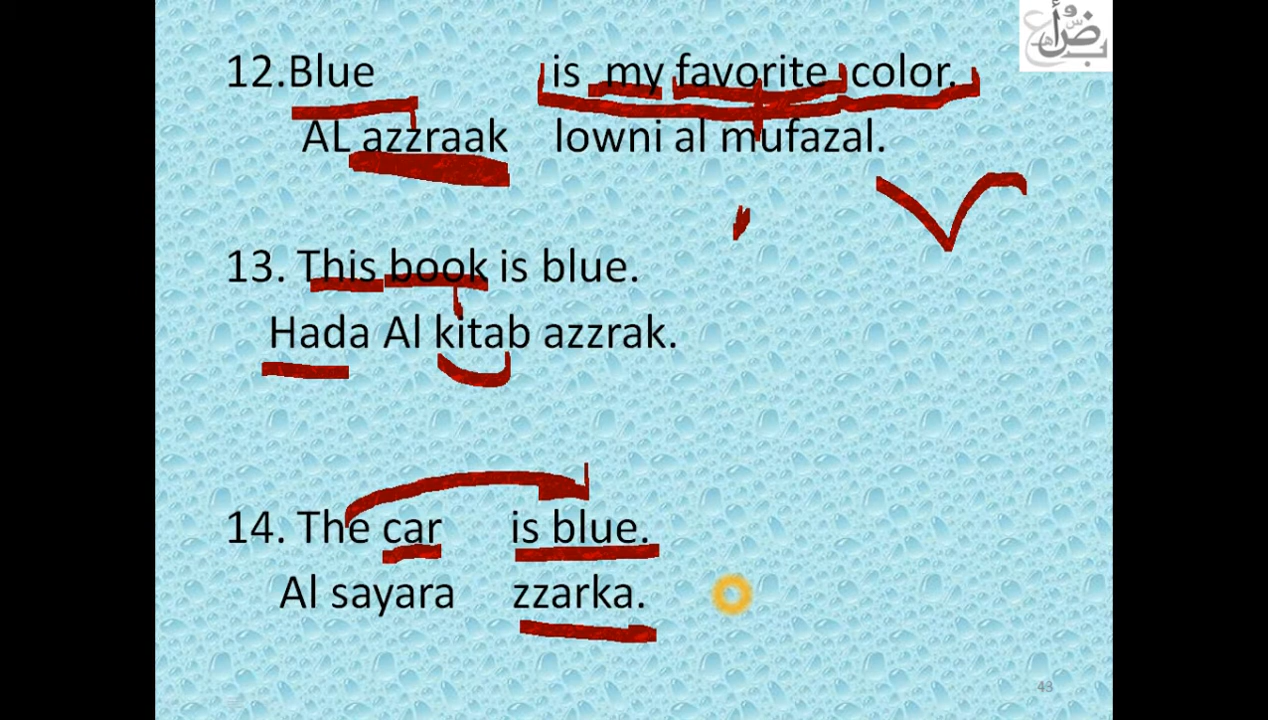 12.Blue is my favorite color.
AL azzraak lowni al mufazal.
13. This book is blue.
Hada Al kitab azzrak.
14. The car is blue.
Al sayara zzarka.
43